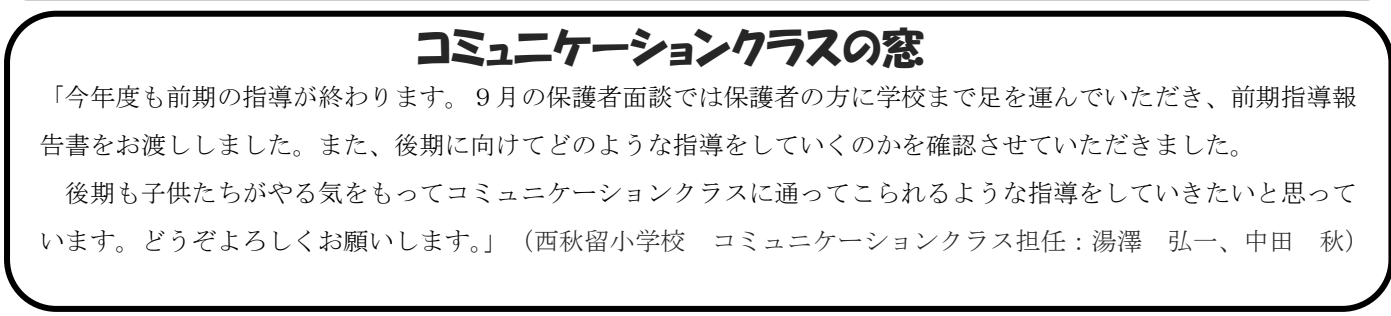 コミュニケーションクラスの窓
「今年度も前期の指導が終わります。９月の保護者面談では保護者の方に学校まで足を運んでいただき、前期指導報
告書をお渡ししました。また、後期に向けてどのような指導をしていくのかを確認させていただきました。
　後期も子供たちがやる気をもってコミュニケーションクラスに通ってこられるような指導をしていきたいと思って
います。どうぞよろしくお願いします。」（西秋留小学校　コミュニケーションクラス担任：湯澤　弘一、中田　秋）